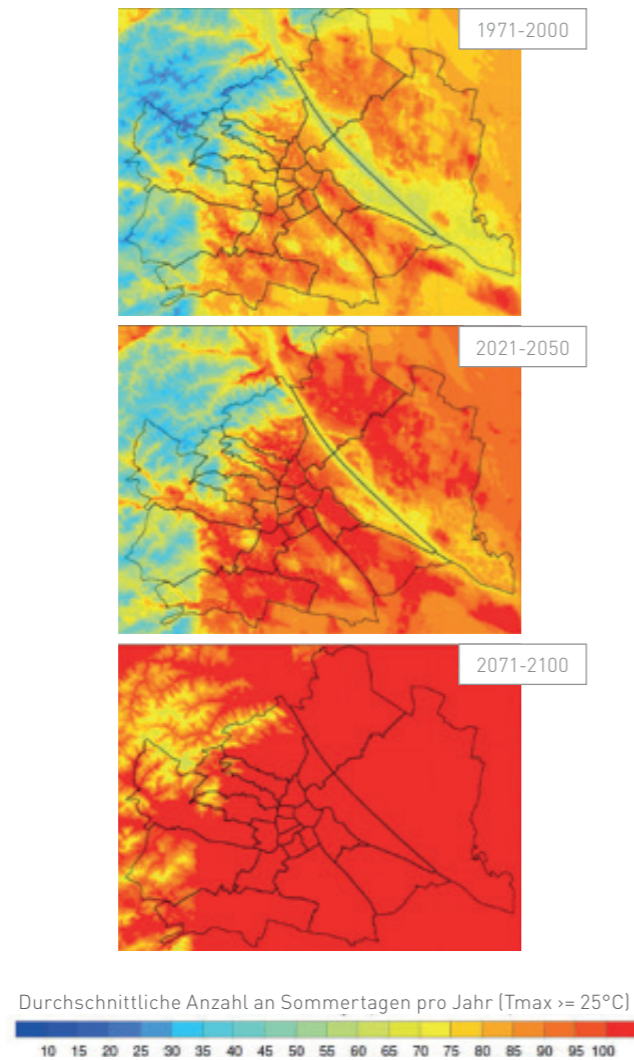 1971-2000
2021-2050
2071-2100
Durchschnittliche Anzahl an Sommertagen pro Jahr (Tmax >= 25°C)
10 15 20 25 30 35 40 45 50 55 60 65 70 75 80 85 90 95 100